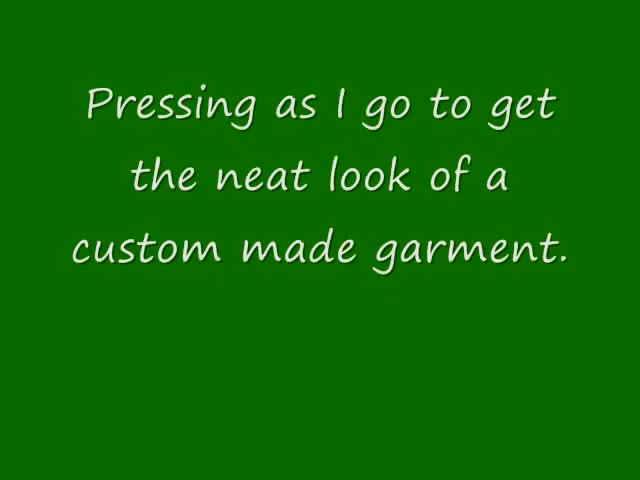 Pressing as I go to get
the neat look of a
custom made garment.